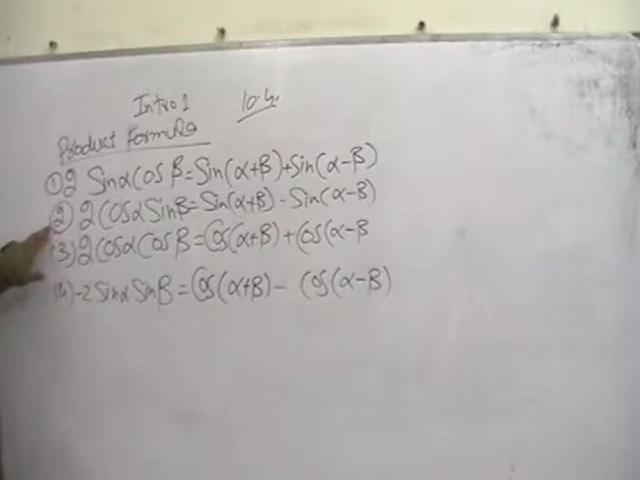 Intro 1 10.4
Product Formula
① 2 Sinα Cos β = Sin(α+β)+Sin(α-β)
② 2 Cosα Sinβ = Sin(α+β) - Sin(α-β)
(3) 2 Cosα Cos β = Cos(α+β) + Cos(α-β
(4) -2 Sinα Sinβ = Cos(α+β) - Cos(α-β)